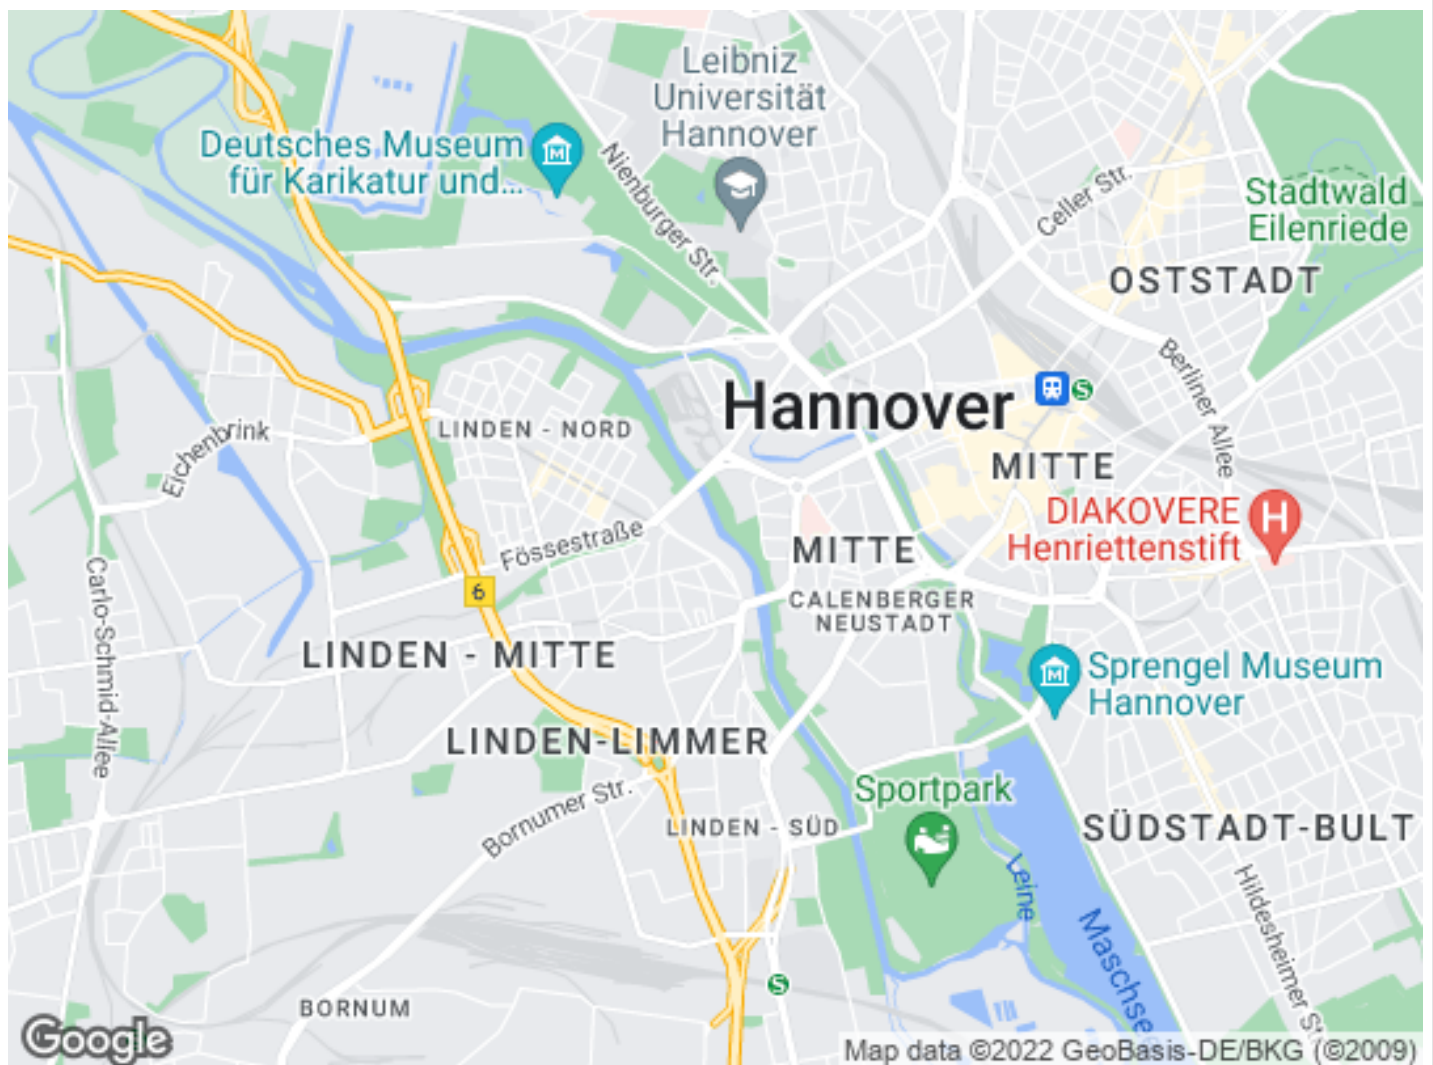 Leibniz
Universität
Hannover
Deutsches Museum
für Karikatur und...
Nienburger Str.
Celler Str.
Stadtwald
Eilenriede
OSTSTADT
Berliner Allee
Hannover
S
LINDEN - NORD
Eichenbrink
MITTE
DIAKOVERE
Henriettenstift
H
Fössestraße
MITTE
6
CALENBERGER
NEUSTADT
Carlo-Schmid-Allee
LINDEN - MITTE
M
Sprengel Museum
Hannover
LINDEN-LIMMER
Bornumer Str.
Sportpark
LINDEN - SÜD
SÜDSTADT-BULT
Leine
Hildesheimer St
Maschsee
S
BORNUM
Google
Map data ©2022 GeoBasis-DE/BKG (©2009)